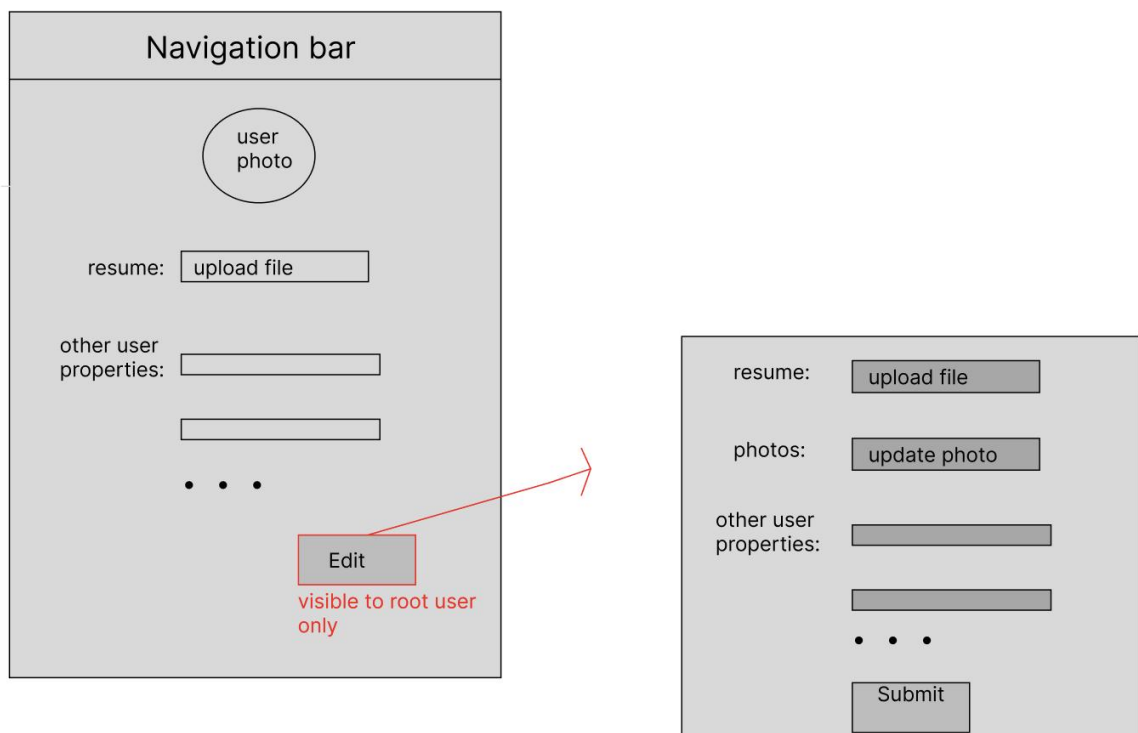 Navigation bar
user
photo
resume:
upload file
other user
properties:
Edit
visible to root user
only
resume:
upload file
photos:
update photo
other user
properties:
Submit